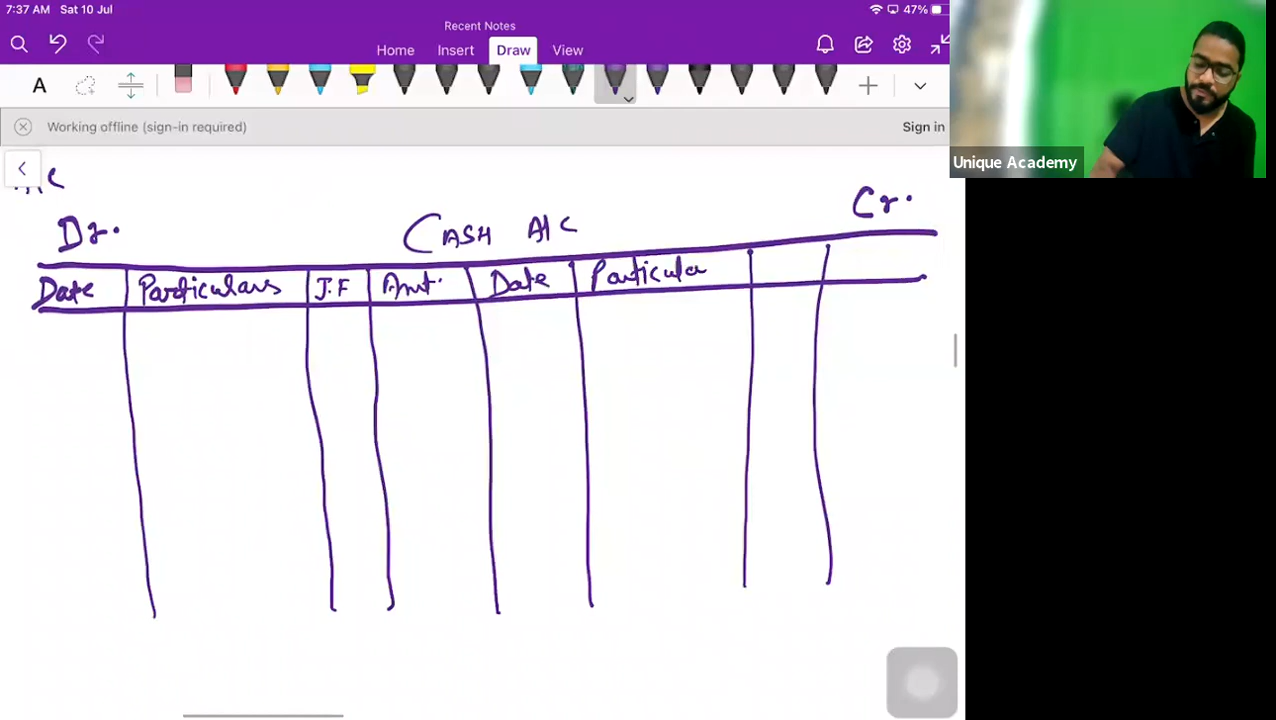 7:37 AM Sat 10 Jul 47%
Recent Notes
Home Insert Draw View
A
Working offline (sign-in required) Sign in
Unique Academy
A/C
Dr. CASH A/C Cr.
Date Particulars J.F Amt. Date Particular